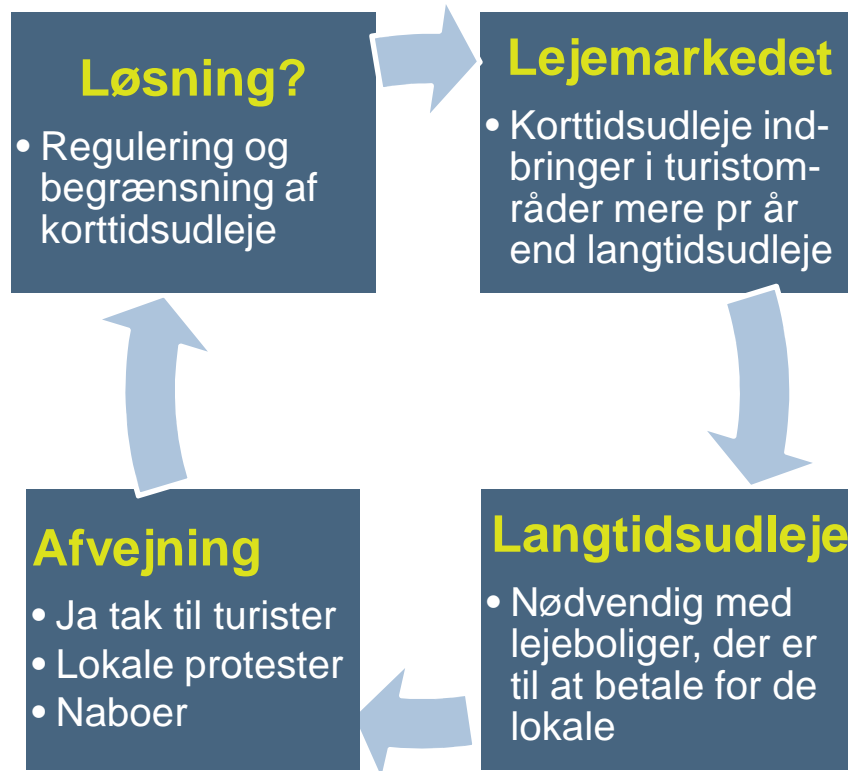 Løsning?
• Regulering og
begrænsning af
korttidsudleje
Lejemarkedet
• Korttidsudleje ind-
bringer i turistom-
råder mere pr år
end langtidsudleje
Langtidsudleje
• Nødvendig med
lejeboliger, der er
til at betale for de
lokale
Afvejning
• Ja tak til turister
• Lokale protester
• Naboer